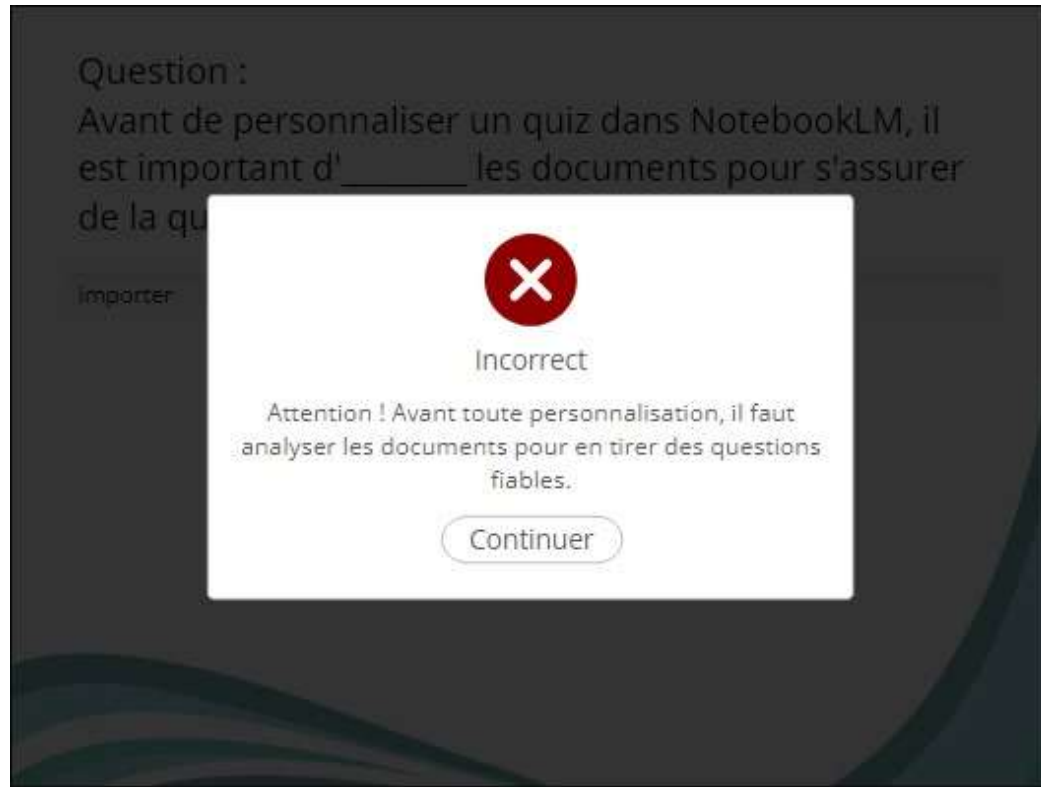 Question :
Avant de personnaliser un quiz dans NotebookLM, il
est important d'_______ les documents pour s'assurer
de la qu
importer
Incorrect
Attention ! Avant toute personnalisation, il faut
analyser les documents pour en tirer des questions
fiables.
Continuer